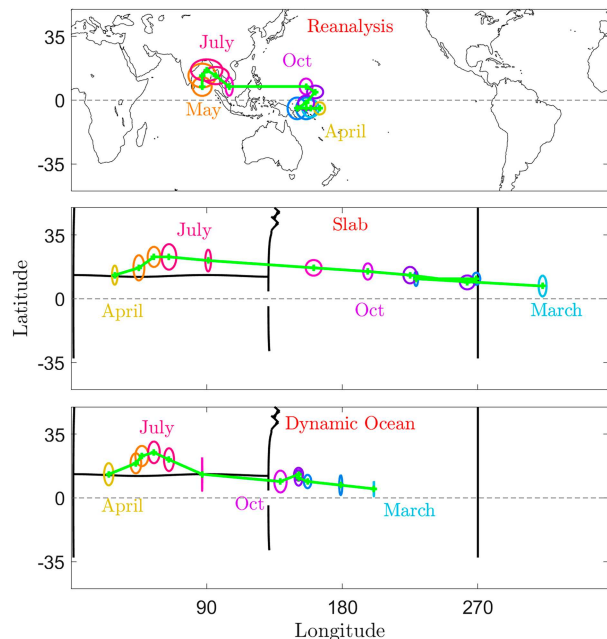 35
Reanalysis
July
Oct
0
May
April
-35
35
July
Slab
0
April
Oct
March
-35
Latitude
35
July
Dynamic Ocean
0
April
Oct
March
-35
90
180
270
Longitude